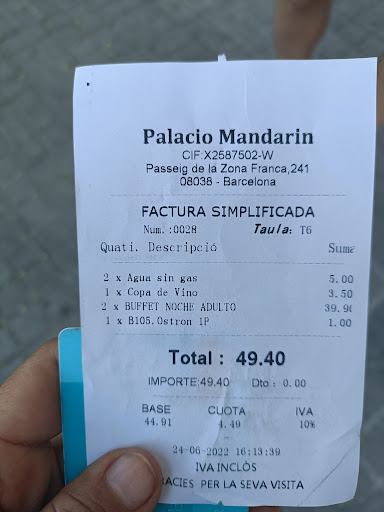 Palacio Mandarin
CIF:X2587502-W
Passeig de la Zona Franca,241
08038 - Barcelona
FACTURA SIMPLIFICADA
Num.:0028 Taula: T6
Quati. Descripció Suma
2 x Agua sin gas 5.00
1 x Copa de Vino 3.50
2 x BUFFET NOCHE ADULTO 39.90
1 x B105.Ostron 1P 1.00
Total : 49.40
IMPORTE:49.40 Dto : 0.00
BASE CUOTA IVA
44.91 4.49 10%
24-06-2022 16:13:39
IVA INCLÒS
GRACIES PER LA SEVA VISITA